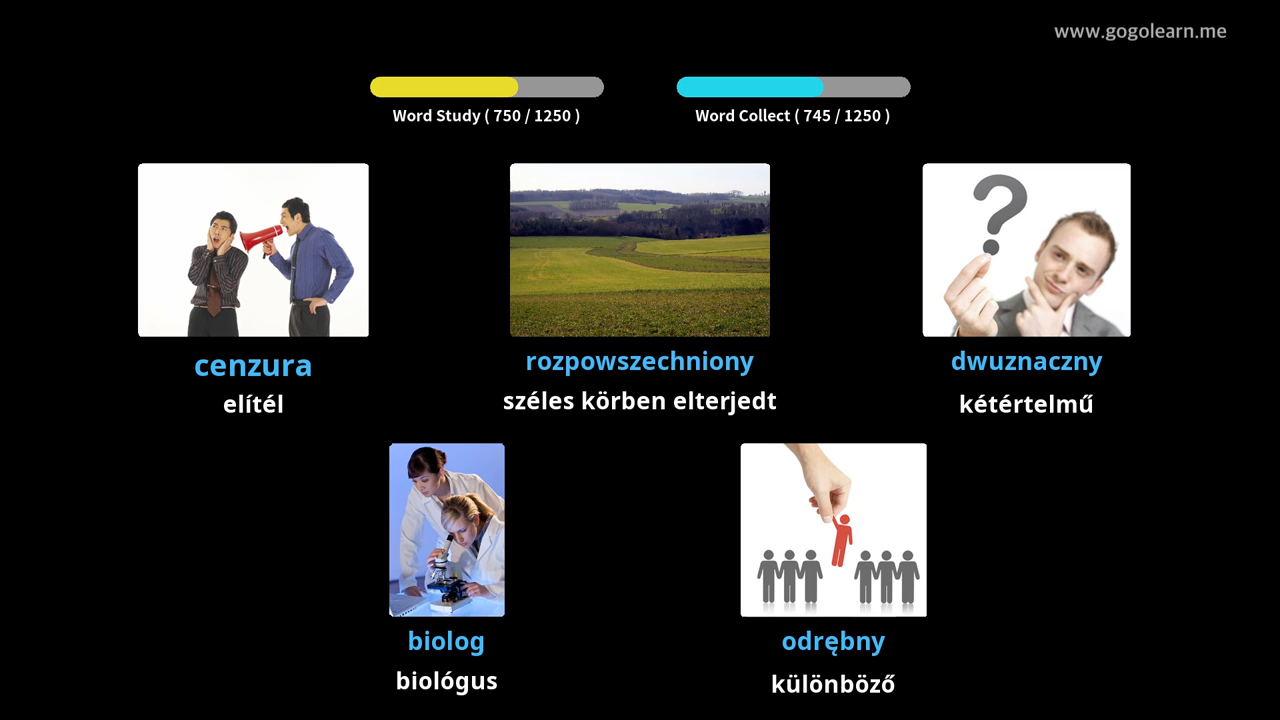 www.gogolearn.me
Word Study ( 750 / 1250 )
Word Collect ( 745 / 1250 )
cenzura
elítél
rozpowszechniony
széles körben elterjedt
dwuznaczny
kétértelmű
biolog
biológus
odrębny
különböző